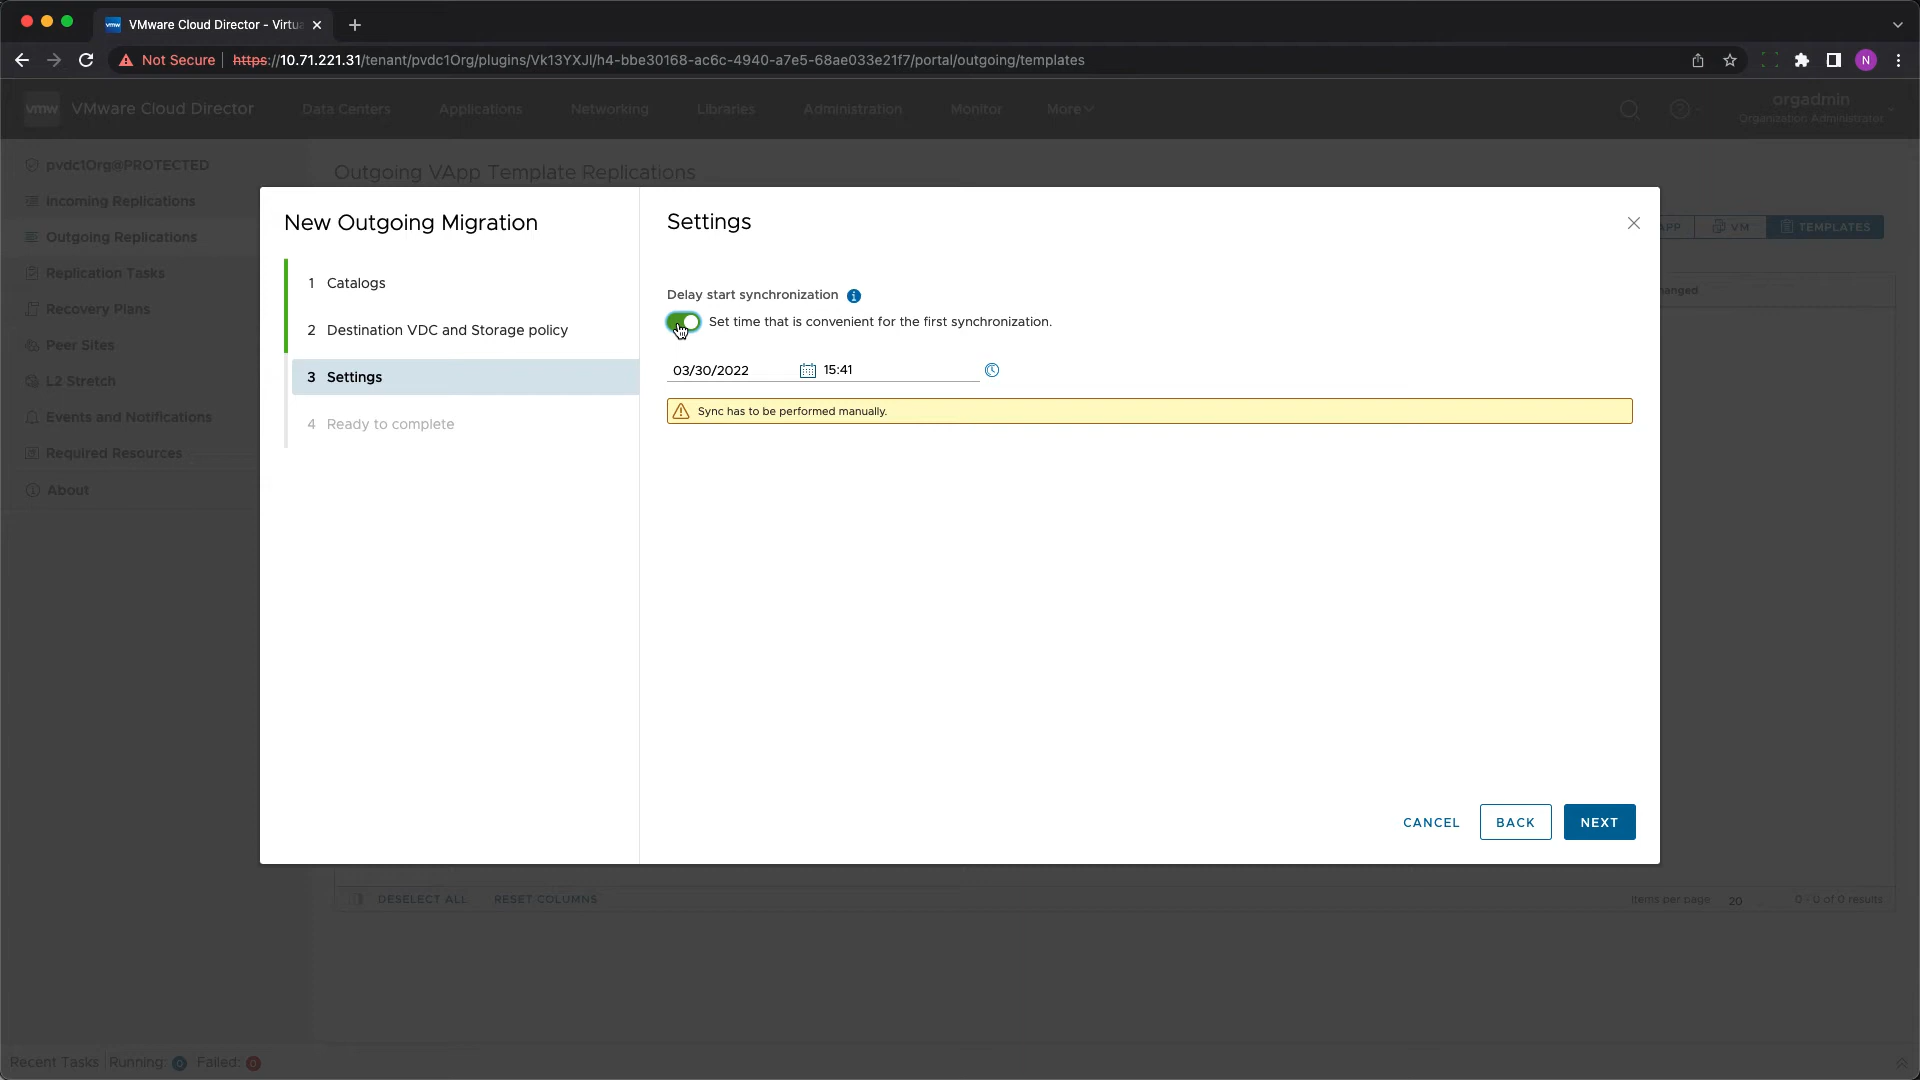 VMware Cloud Director - Virtu
Not Secure | https://10.71.221.31/tenant/pvdc1Org/plugins/Vk13YXJl/h4-bbe30168-ac6c-4940-a7e5-68ae033e21f7/portal/outgoing/templates
N
vmw VMware Cloud Director Data Centers Applications Networking Libraries Administration Monitor More
orgadmin
Organization Administrator
pvdc1Org@PROTECTED
Incoming Replications
Outgoing Replications
Replication Tasks
Recovery Plans
Peer Sites
L2 Stretch
Events and Notifications
Required Resources
About
Outgoing VApp Template Replications
VM
TEMPLATES
New Outgoing Migration
1 Catalogs
2 Destination VDC and Storage policy
3 Settings
4 Ready to complete
Settings
Delay start synchronization
Set time that is convenient for the first synchronization.
03/30/2022 15:41
Sync has to be performed manually.
CANCEL BACK NEXT
DESELECT ALL RESET COLUMNS
Items per page 20 0 - 0 of 0 results
Recent Tasks Running: 0 Failed: 0